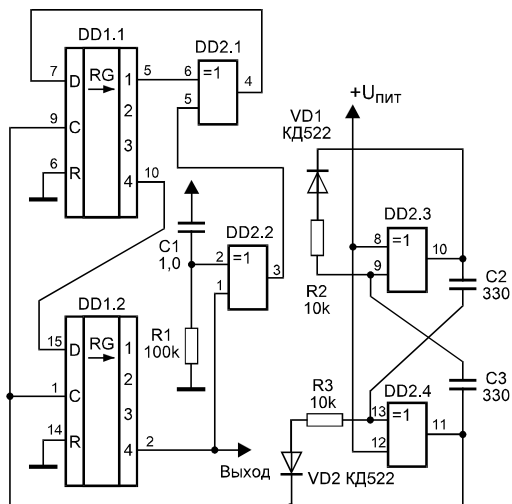 DD1.1
7 D RG 1 5
2
9 C 3
6 R 4 10
DD2.1
6 =1 4
5
C1
1,0
DD2.2
2 =1 3
1
R1
100k
DD1.2
15 D RG 1
2
1 C 3
14 R 4 2
Выход
+Uпит
VD1
КД522
R2
10k
DD2.3
8 =1 10
9
C2
330
C3
330
R3
10k
DD2.4
13 =1 11
12
VD2 КД522